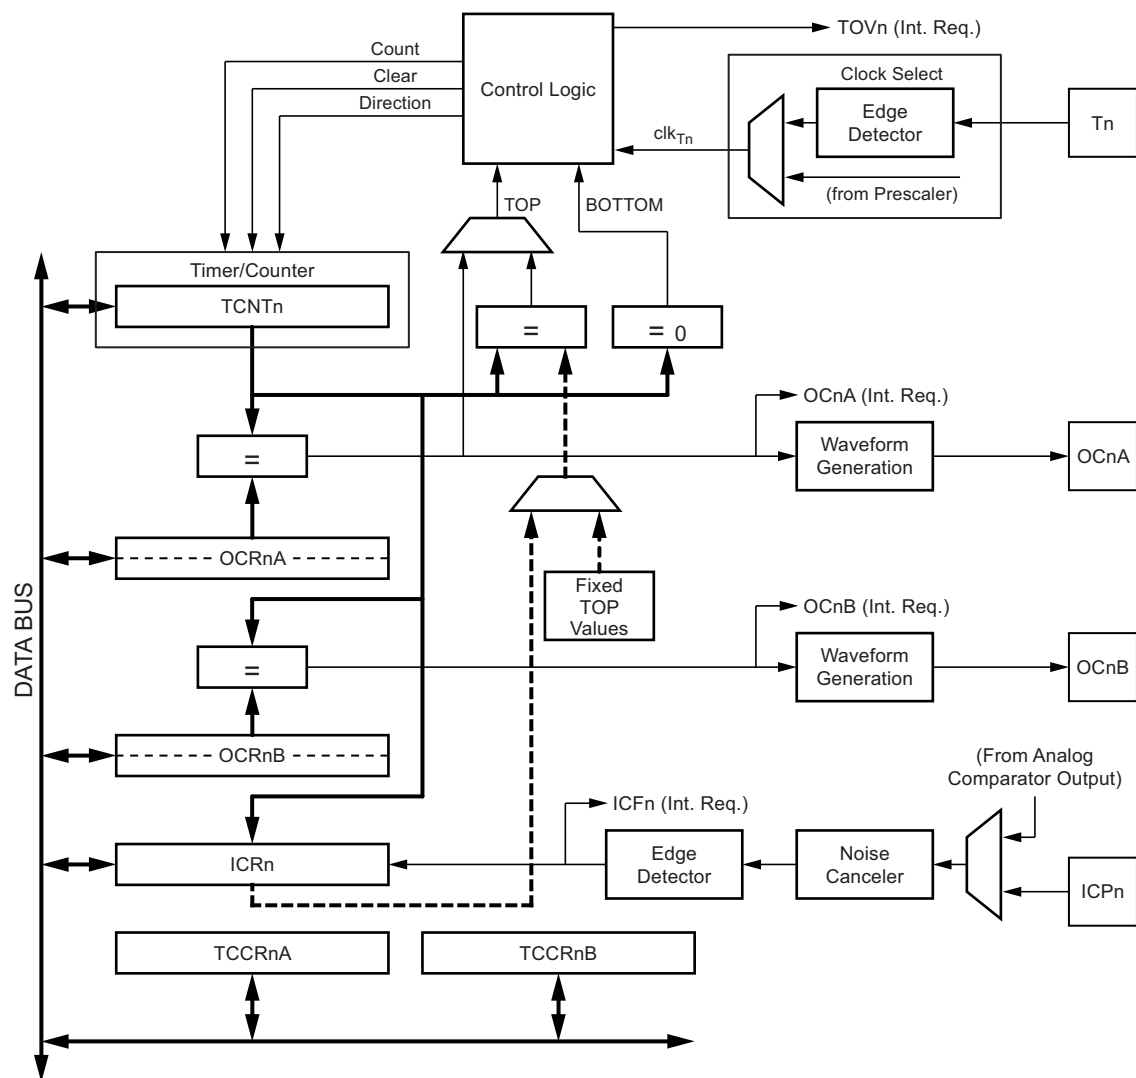 TOVn (Int. Req.)
Count
Clear
Direction
Control Logic
Clock Select
Edge
Detector
Tn
clkTn
(from Prescaler)
TOP
BOTTOM
Timer/Counter
TCNTn
=
= 0
OCnA (Int. Req.)
=
Waveform
Generation
OCnA
OCRnA
Fixed
TOP
Values
OCnB (Int. Req.)
=
Waveform
Generation
OCnB
DATA BUS
OCRnB
(From Analog
Comparator Output)
ICFn (Int. Req.)
ICRn
Edge
Detector
Noise
Canceler
ICPn
TCCRnA
TCCRnB